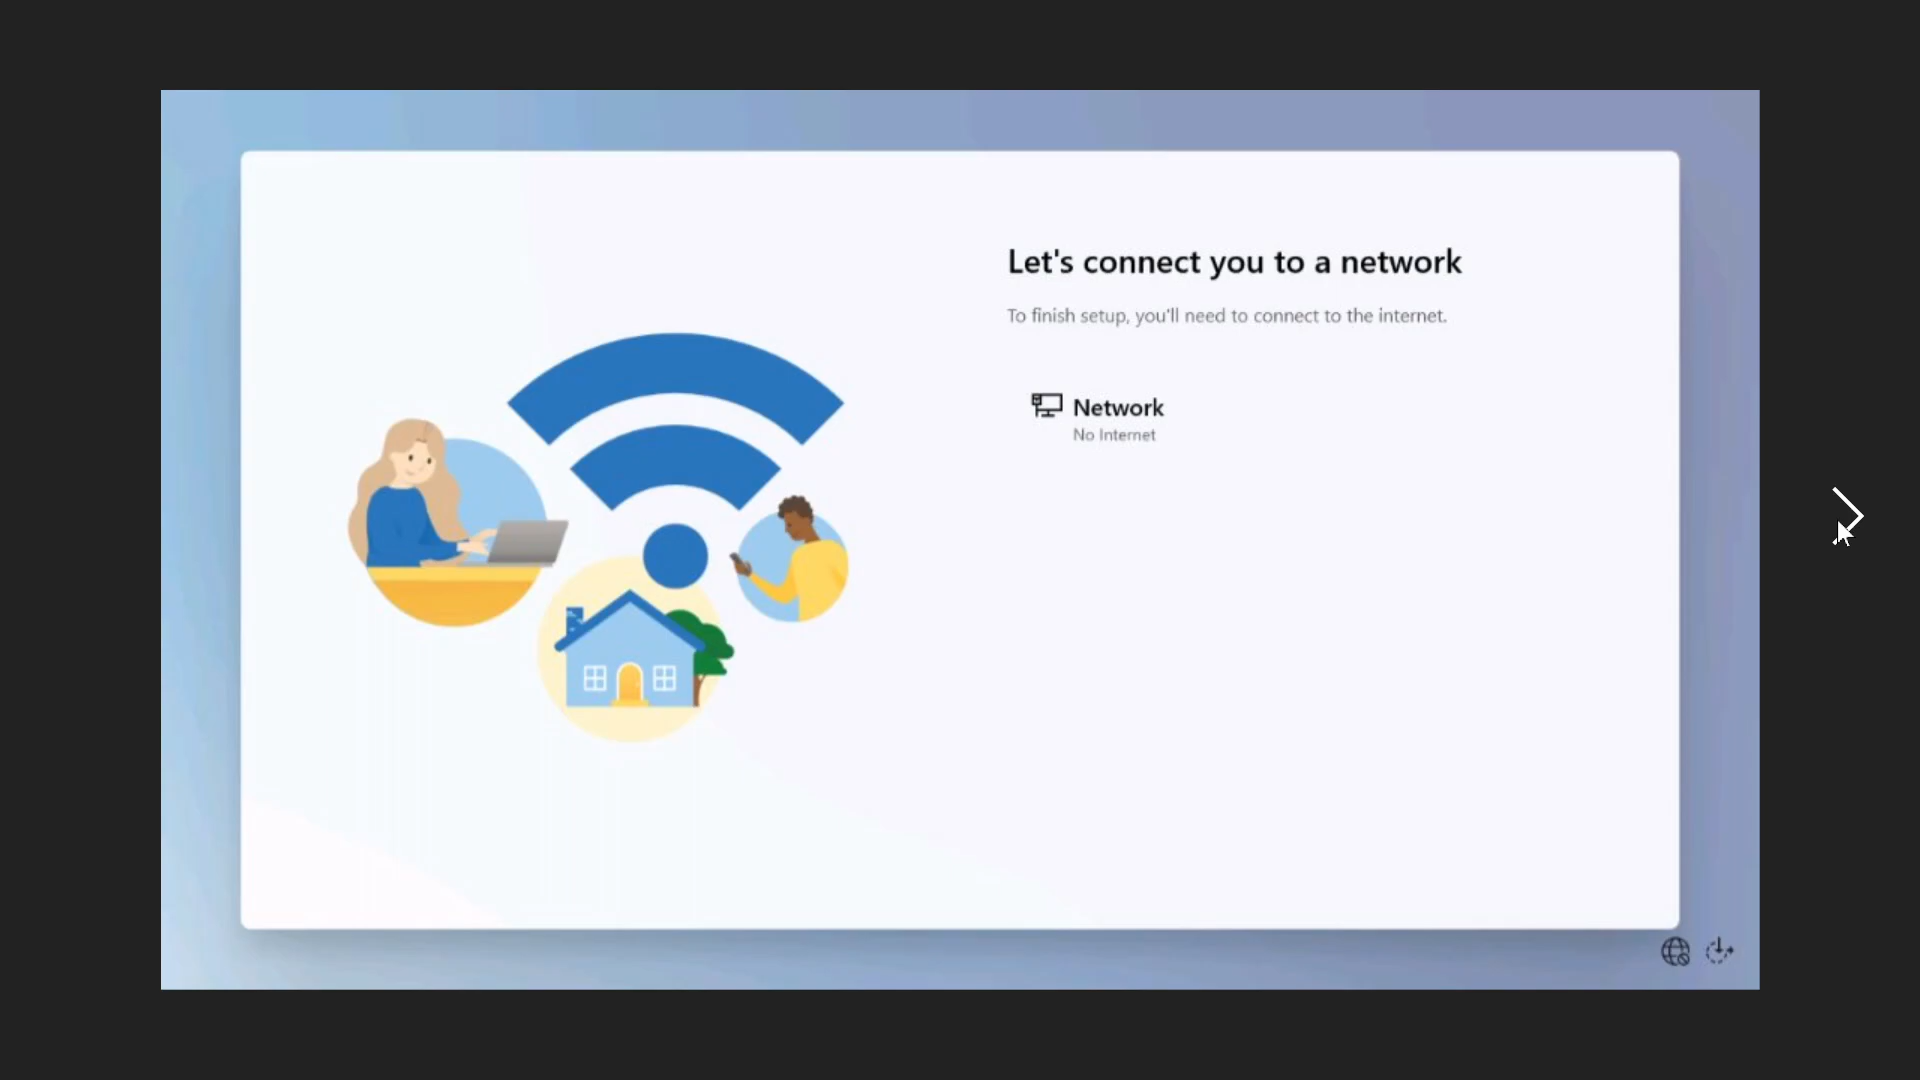 Let's connect you to a network
To finish setup, you'll need to connect to the internet.
Network
No Internet